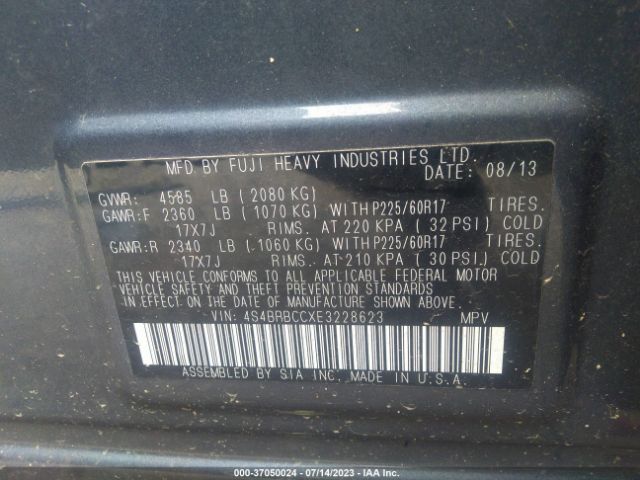 MFD. BY FUJI HEAVY INDUSTRIES LTD.
DATE: 08/13
GVWR: 4585 LB ( 2080 KG)
GAWR:F 2360 LB ( 1070 KG) WITH P225/60R17 TIRES.
17X7J RIMS. AT 220 KPA ( 32 PSI) COLD
GAWR:R 2340 LB ( 1060 KG) WITH P225/60R17 TIRES.
17X7J RIMS. AT 210 KPA ( 30 PSI) COLD
THIS VEHICLE CONFORMS TO ALL APPLICABLE FEDERAL MOTOR
VEHICLE SAFETY AND THEFT PREVENTION STANDARDS
IN EFFECT ON THE DATE OF MANUFACTURE SHOWN ABOVE.
VIN: 4S4BRBCCXE3228623 MPV
ASSEMBLED BY SIA INC. MADE IN U.S.A.
000-37050024 - 07/14/2023 - IAA Inc.